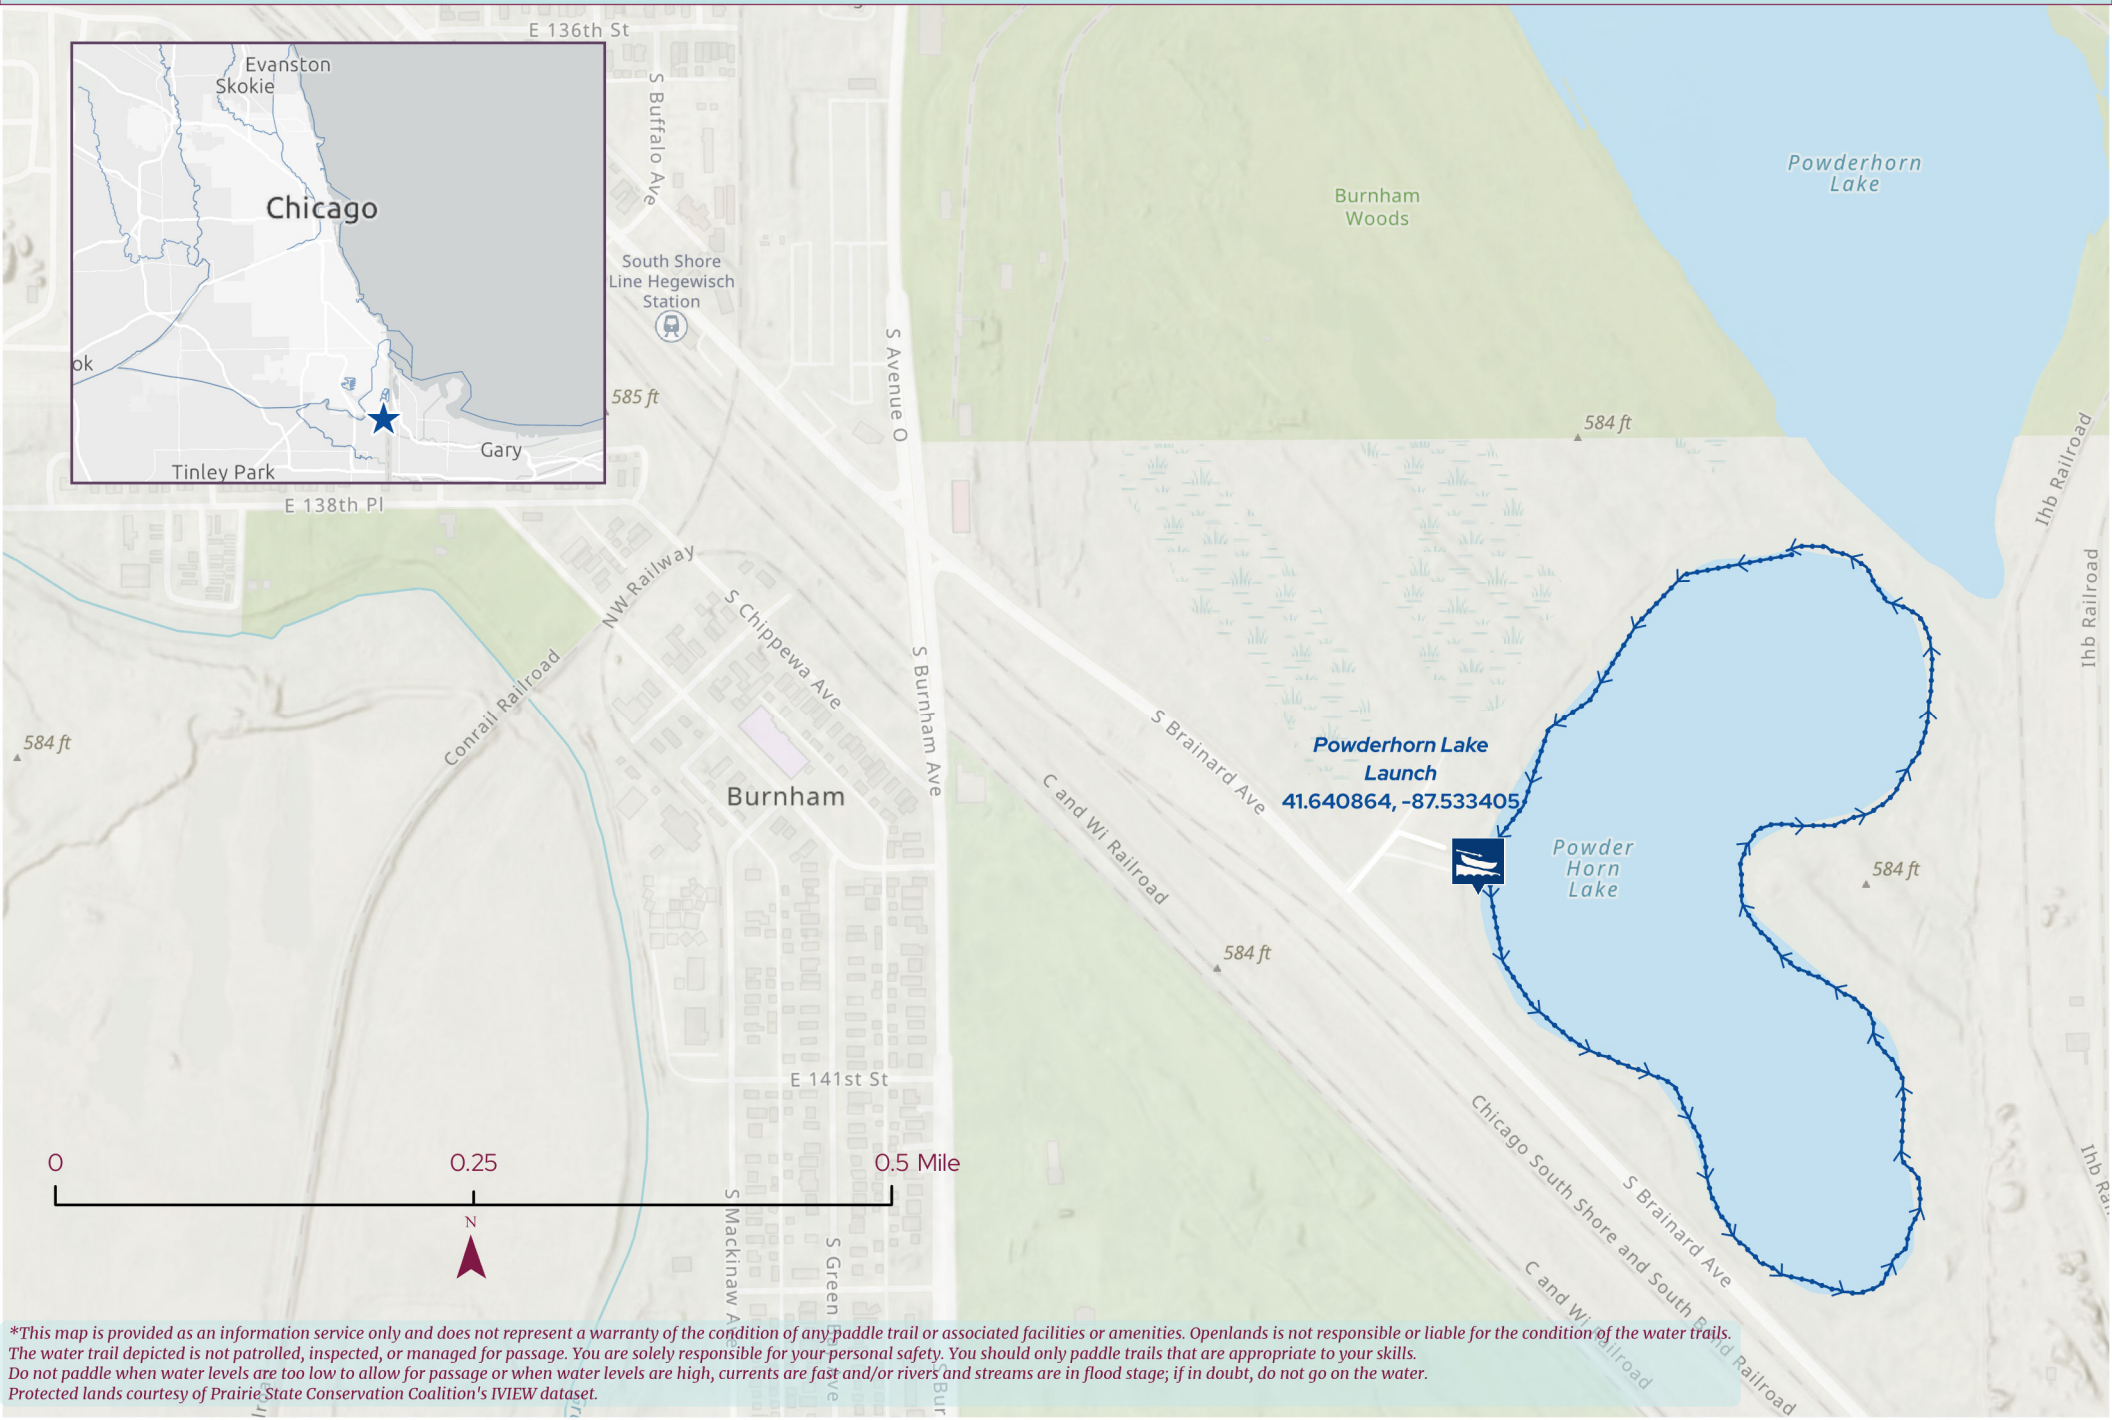 E 136th St
Evanston
Skokie
Chicago
ok
Gary
Tinley Park
S Buffalo Ave
South Shore
Line Hegewisch
Station
585 ft
S Avenue O
Burnham
Woods
Powderhorn
Lake
584 ft
Ihb Railroad
Ihb Railroad
E 138th Pl
NW Railway
S Chippewa Ave
Conrail Railroad
584 ft
S Burnham Ave
Burnham
C and Wi Railroad
S Brainard Ave
Powderhorn Lake
Launch
41.640864, -87.533405
Powder
Horn
Lake
584 ft
584 ft
E 141st St
Chicago South Shore and South Bend Railroad
S Brainard Ave
C and Wi Railroad
0 0.25 0.5 Mile
N
S Mackinaw Ave
S Green Bay Ave
S Bur
*This map is provided as an information service only and does not represent a warranty of the condition of any paddle trail or associated facilities or amenities. Openlands is not responsible or liable for the condition of the water trails.
The water trail depicted is not patrolled, inspected, or managed for passage. You are solely responsible for your personal safety. You should only paddle trails that are appropriate to your skills.
Do not paddle when water levels are too low to allow for passage or when water levels are high, currents are fast and/or rivers and streams are in flood stage; if in doubt, do not go on the water.
Protected lands courtesy of Prairie State Conservation Coalition's IVIEW dataset.